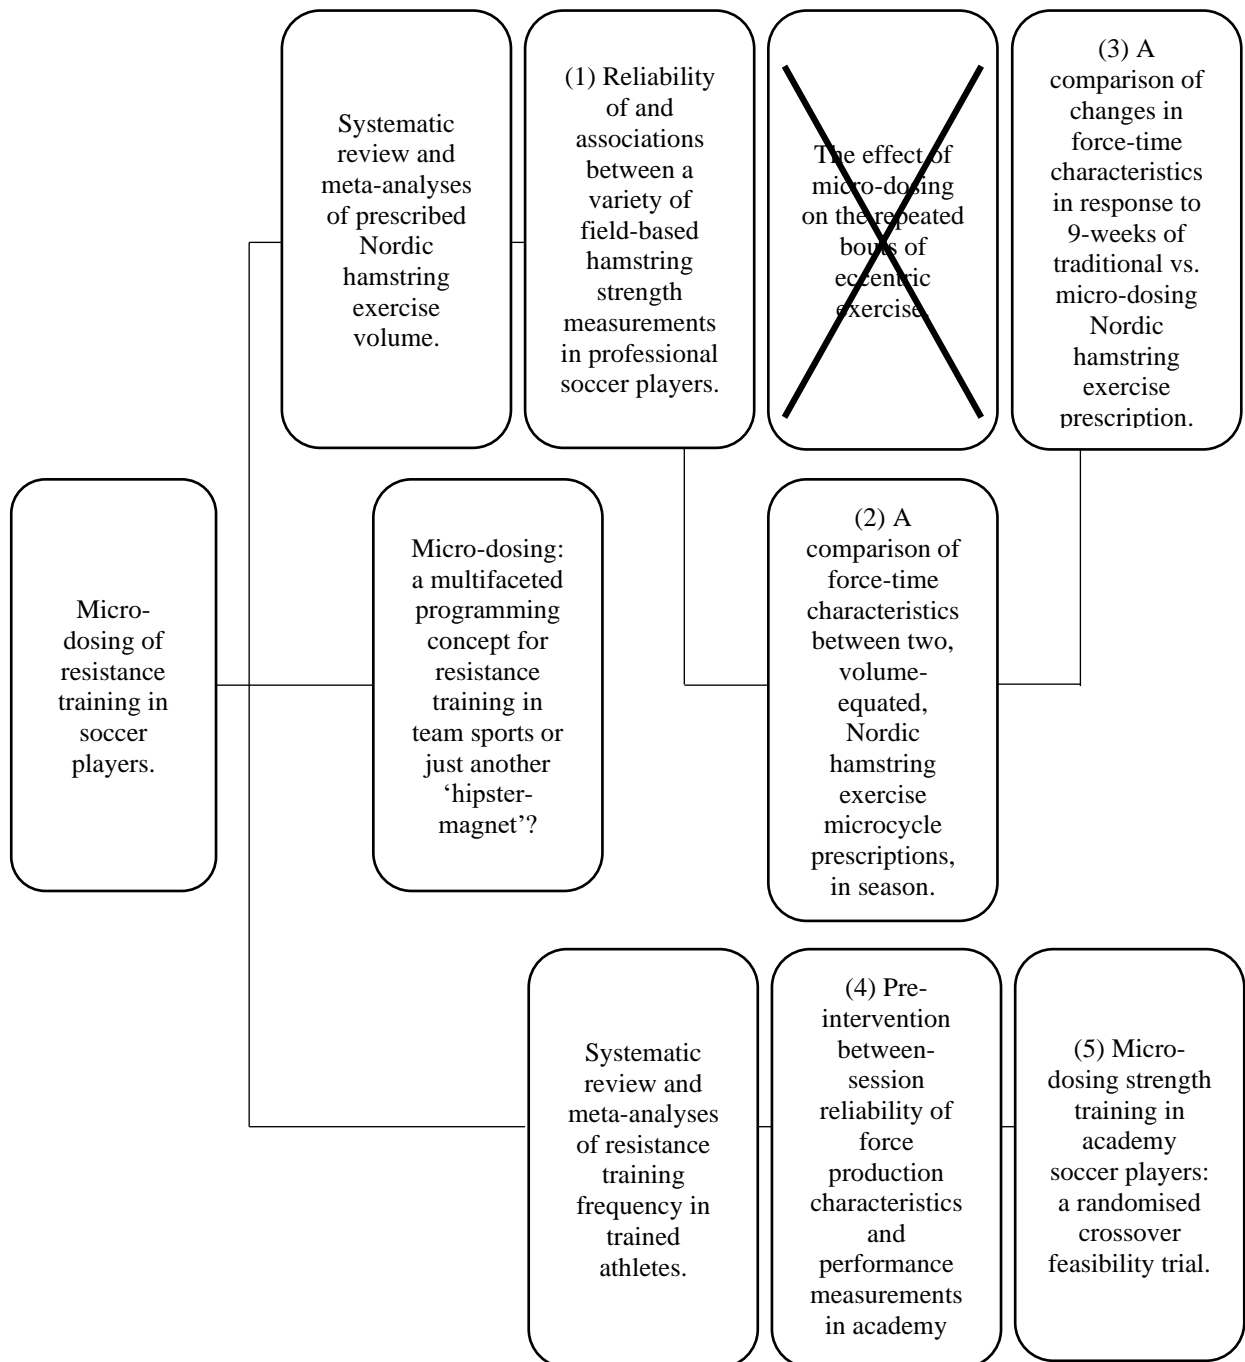 Systematic
review and
meta-analyses
of prescribed
Nordic
hamstring
exercise
volume.
(1) Reliability
of and
associations
between a
variety of
field-based
hamstring
strength
measurements
in professional
soccer players.
The effect of
micro-dosing
on the repeated
bouts of
eccentric
exercise.
(3) A
comparison of
changes in
force-time
characteristics
in response to
9-weeks of
traditional vs.
micro-dosing
Nordic
hamstring
exercise
prescription.
Micro-
dosing of
resistance
training in
soccer
players.
Micro-dosing:
a multifaceted
programming
concept for
resistance
training in
team sports or
just another
‘hipster-
magnet’?
(2) A
comparison of
force-time
characteristics
between two,
volume-
equated,
Nordic
hamstring
exercise
microcycle
prescriptions,
in season.
Systematic
review and
meta-analyses
of resistance
training
frequency in
trained
athletes.
(4) Pre-
intervention
between-
session
reliability of
force
production
characteristics
and
performance
measurements
in academy
(5) Micro-
dosing strength
training in
academy
soccer players:
a randomised
crossover
feasibility trial.